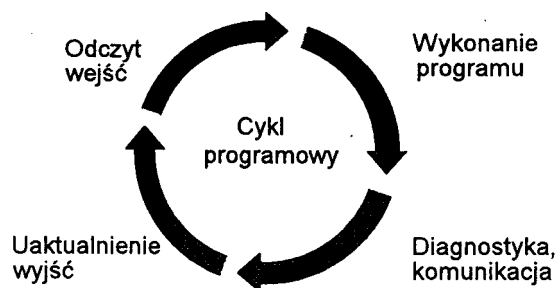 Odczyt
wejść
Wykonanie
programu
Cykl
programowy
Uaktualnienie
wyjść
Diagnostyka,
komunikacja